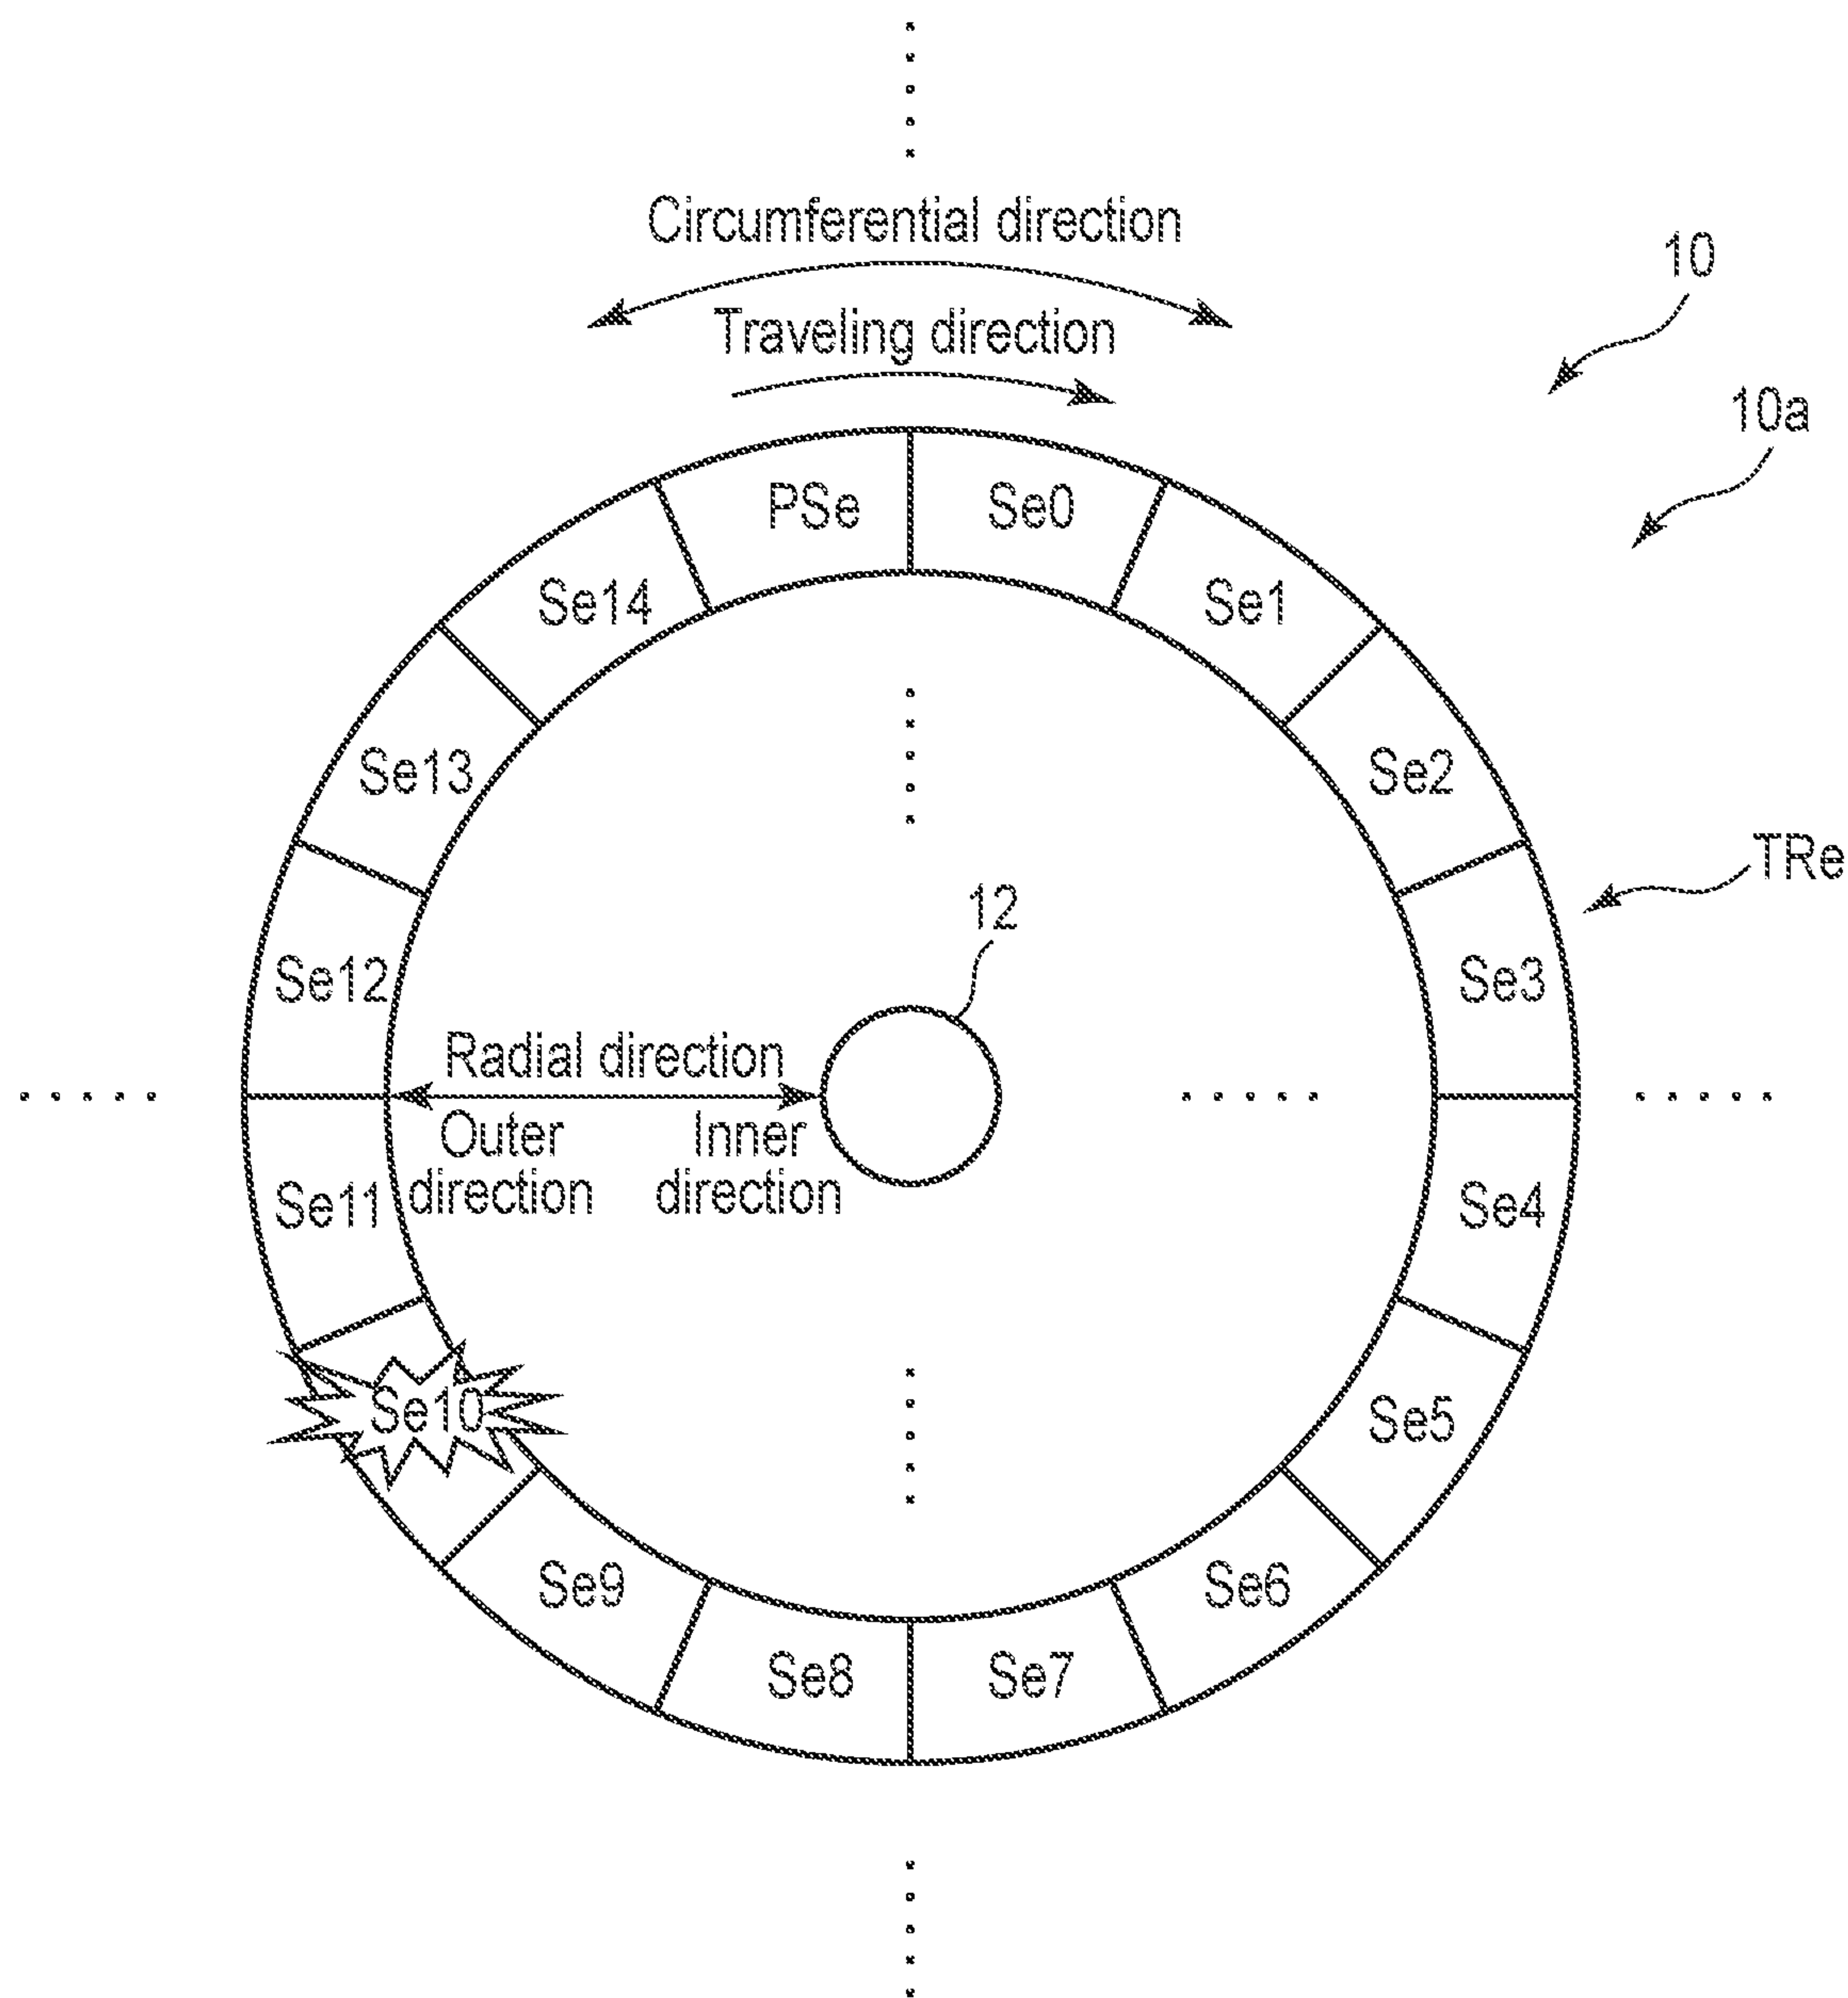 Circumferential direction
10
Traveling direction
10a
PSe
Se0
Se14
Se1
Se13
Se2
TRe
12
Se12
Se3
Radial direction
Outer
direction
Inner
direction
Se11
Se4
Se10
Se5
Se9
Se6
Se8
Se7